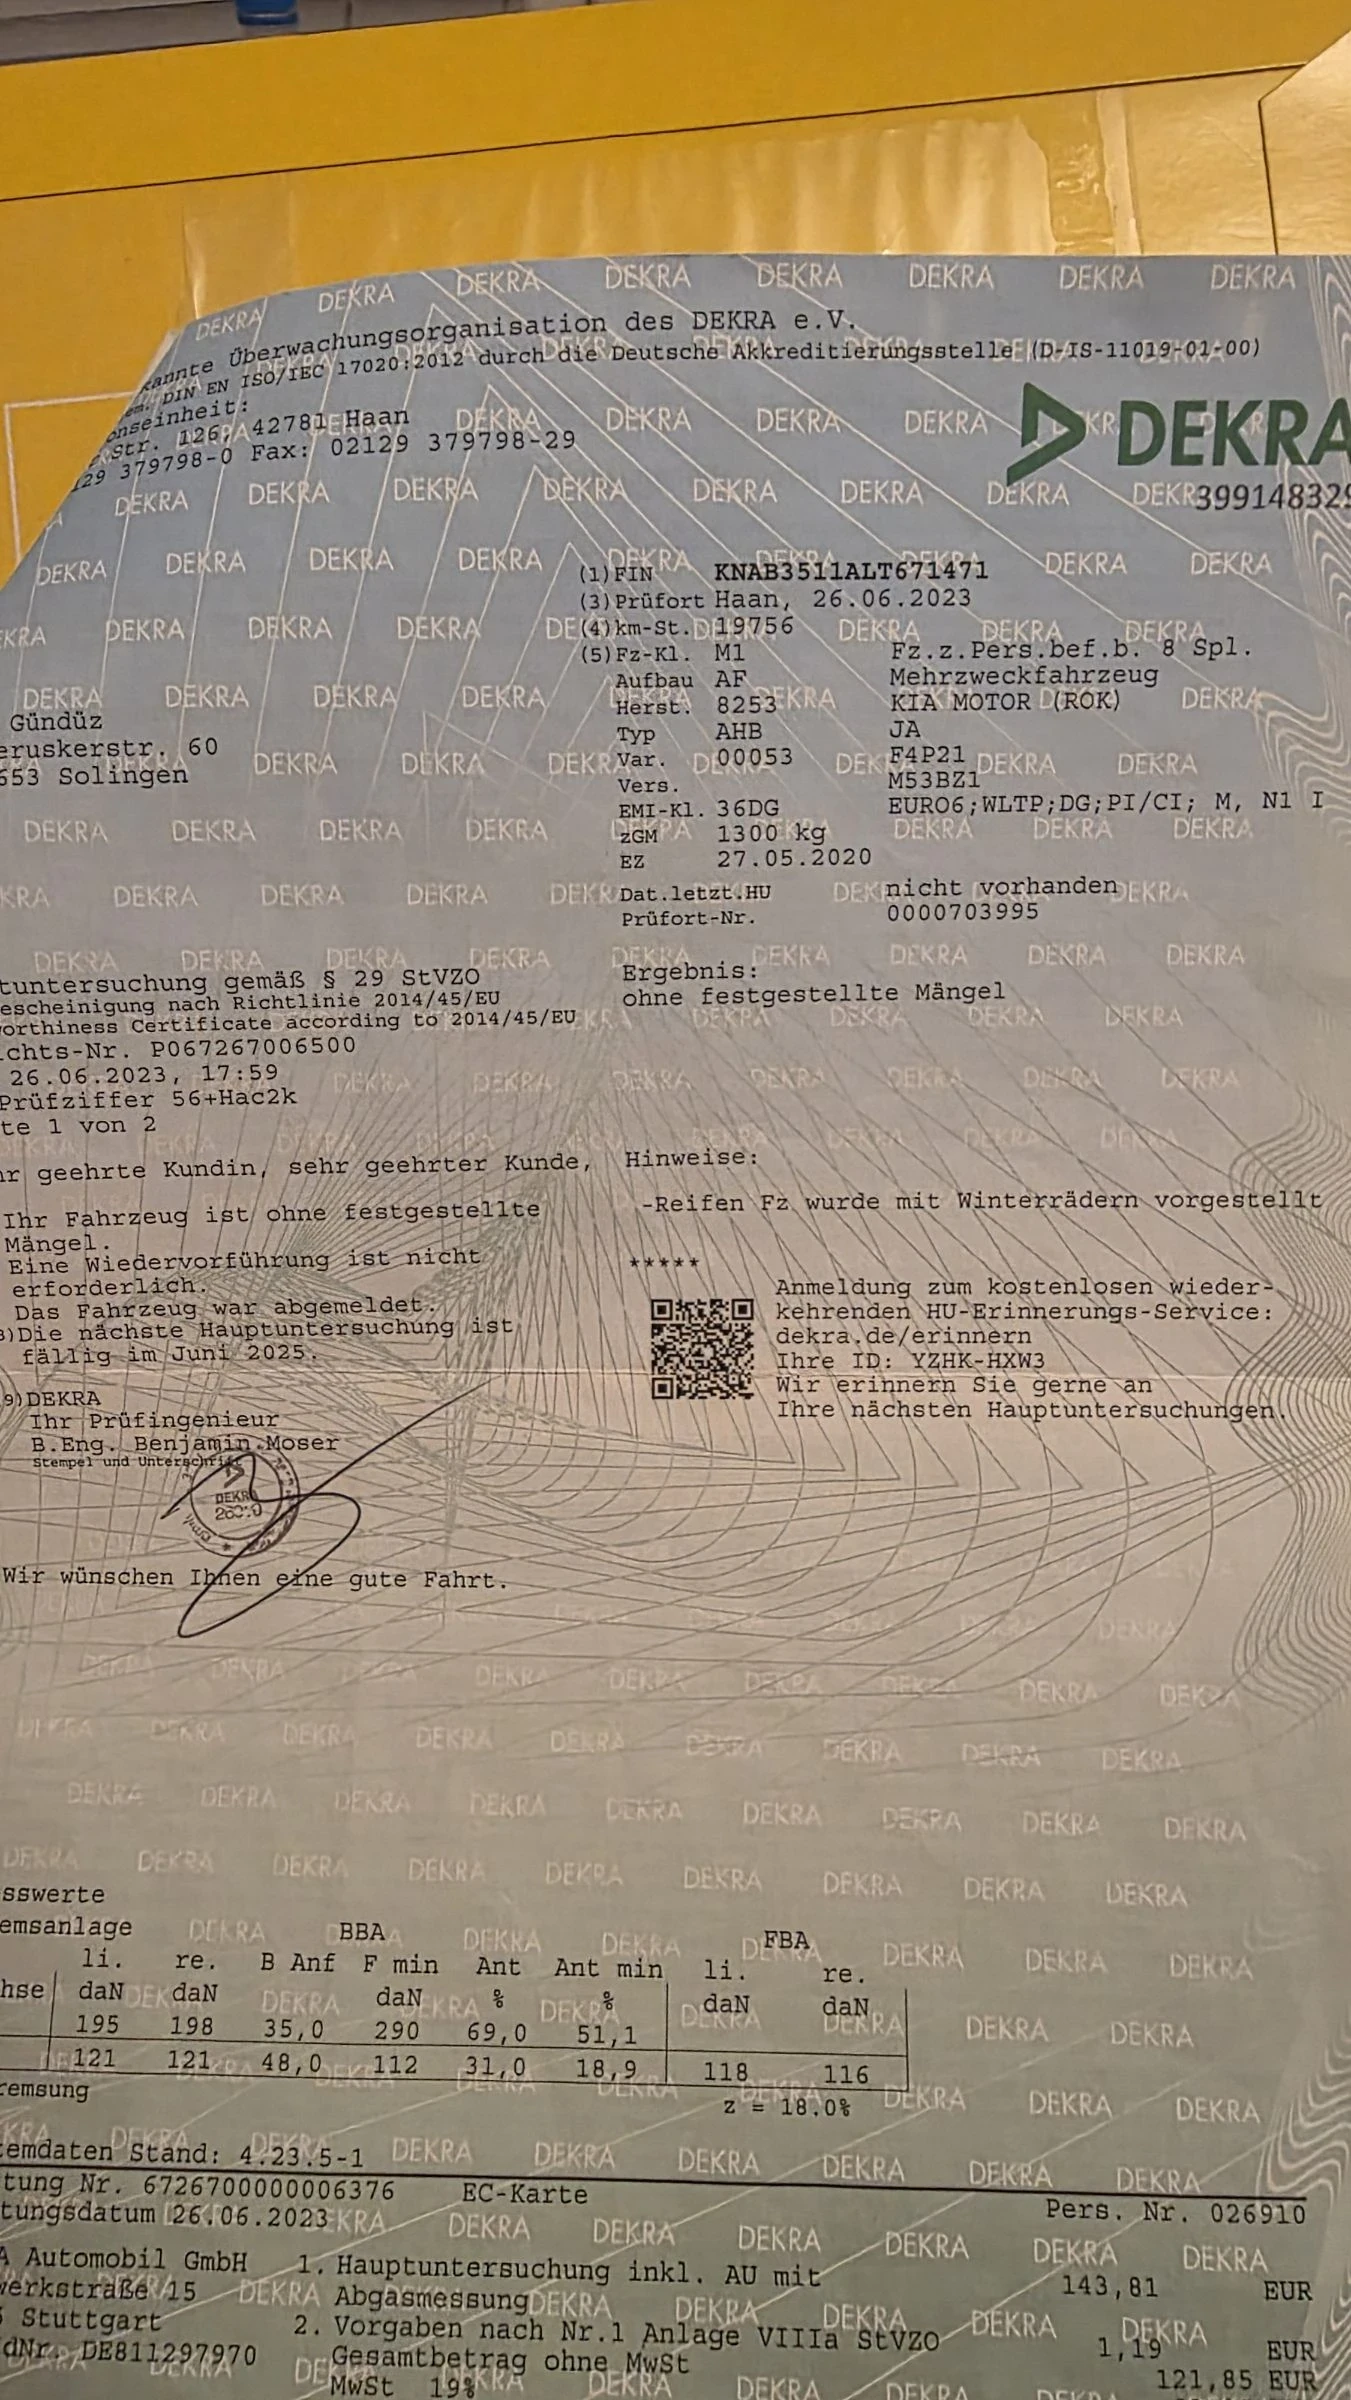 kannte Überwachungsorganisation des DEKRA e.V.
DIN EN ISO/IEC 17020:2012 durch die Deutsche Akkreditierungsstelle (D-IS-11019-01-00)
onseinheit:
Str. 126, 42781 Haan
129 379798-0 Fax: 02129 379798-29
DEKRA
399148329
(1)FIN KNAB3511ALT671471
(3)Prüfort Haan, 26.06.2023
(4)km-St. 19756
(5)Fz-Kl. M1 Fz.z.Pers.bef.b. 8 Spl.
Aufbau AF Mehrzweckfahrzeug
Herst. 8253 KIA MOTOR (ROK)
Typ AHB JA
Var. 00053 F4P21
Vers. M53BZ1
EMI-Kl. 36DG EURO6;WLTP;DG;PI/CI; M, N1 I
zGM 1300 kg
EZ 27.05.2020
Dat.letzt.HU nicht vorhanden
Prüfort-Nr. 0000703995
Gündüz
eruskerstr. 60
653 Solingen
tuntersuchung gemäß § 29 StVZO
escheinigung nach Richtlinie 2014/45/EU
orthiness Certificate according to 2014/45/EU
ichts-Nr. P067267006500
26.06.2023, 17:59
Prüfziffer 56+Hac2k
te 1 von 2
Ergebnis:
ohne festgestellte Mängel
hr geehrte Kundin, sehr geehrter Kunde,
Ihr Fahrzeug ist ohne festgestellte
Mängel.
Eine Wiedervorführung ist nicht
erforderlich.
Das Fahrzeug war abgemeldet.
8)Die nächste Hauptuntersuchung ist
fällig im Juni 2025.
9)DEKRA
Ihr Prüfingenieur
B.Eng. Benjamin Moser
Stempel und Unterschrift
DEKRA
Wir wünschen Ihnen eine gute Fahrt.
Hinweise:
-Reifen Fz wurde mit Winterrädern vorgestellt
*****
Anmeldung zum kostenlosen wieder-
kehrenden HU-Erinnerungs-Service:
dekra.de/erinnern
Ihre ID: YZHK-HXW3
Wir erinnern Sie gerne an
Ihre nächsten Hauptuntersuchungen.
sswerte
emsanlage BBA FBA
li. re. B Anf F min Ant Ant min li. re.
hse daN daN daN % % daN daN
195 198 35,0 290 69,0 51,1
121 121 48,0 112 31,0 18,9 118 116
remsung z = 18.0%
temdaten Stand: 4.23.5-1
tung Nr. 6726700000006376 EC-Karte Pers. Nr. 026910
tungsdatum 26.06.2023
A Automobil GmbH 1. Hauptuntersuchung inkl. AU mit
werkstraße 15 Abgasmessung 143,81 EUR
Stuttgart 2. Vorgaben nach Nr.1 Anlage VIIIa StVZO 1,19 EUR
dNr. DE811297970 Gesamtbetrag ohne MwSt 121,85 EUR
MwSt 19%